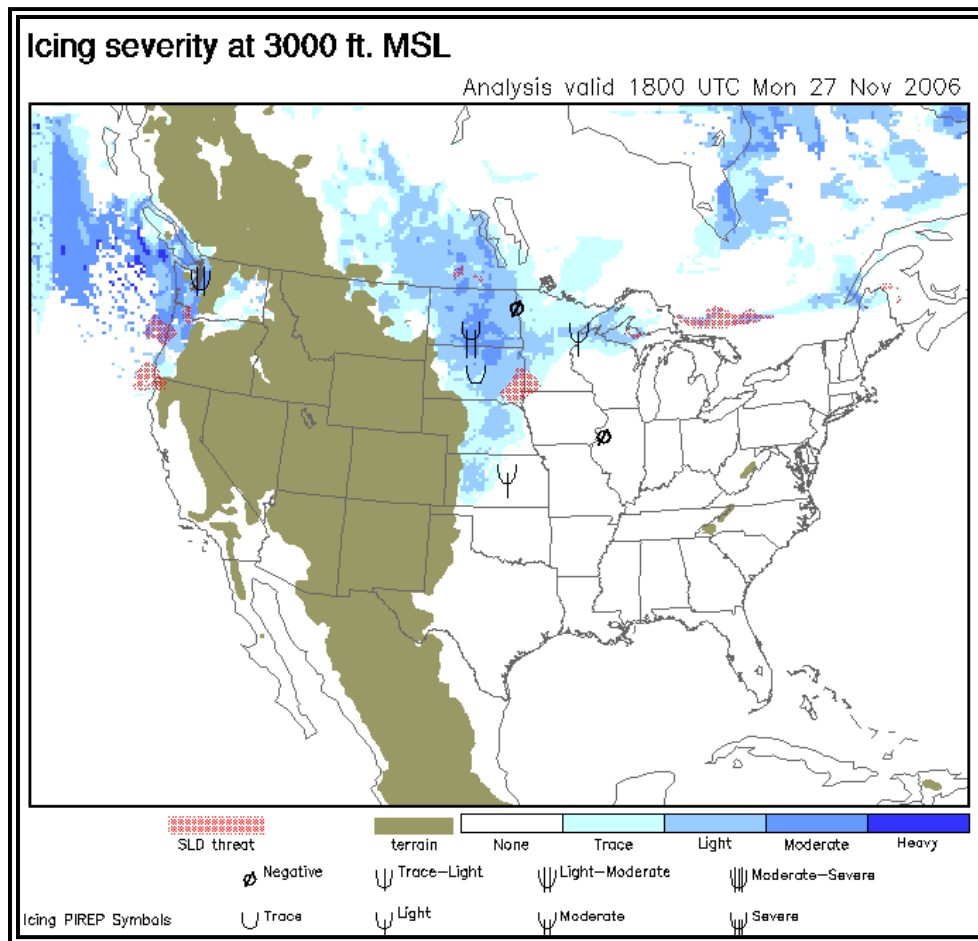 Icing severity at 3000 ft. MSL
Analysis valid 1800 UTC Mon 27 Nov 2006
SLD threat terrain None Trace Light Moderate Heavy
Negative Trace-Light Light-Moderate Moderate-Severe
Icing PIREP Symbols Trace Light Moderate Severe